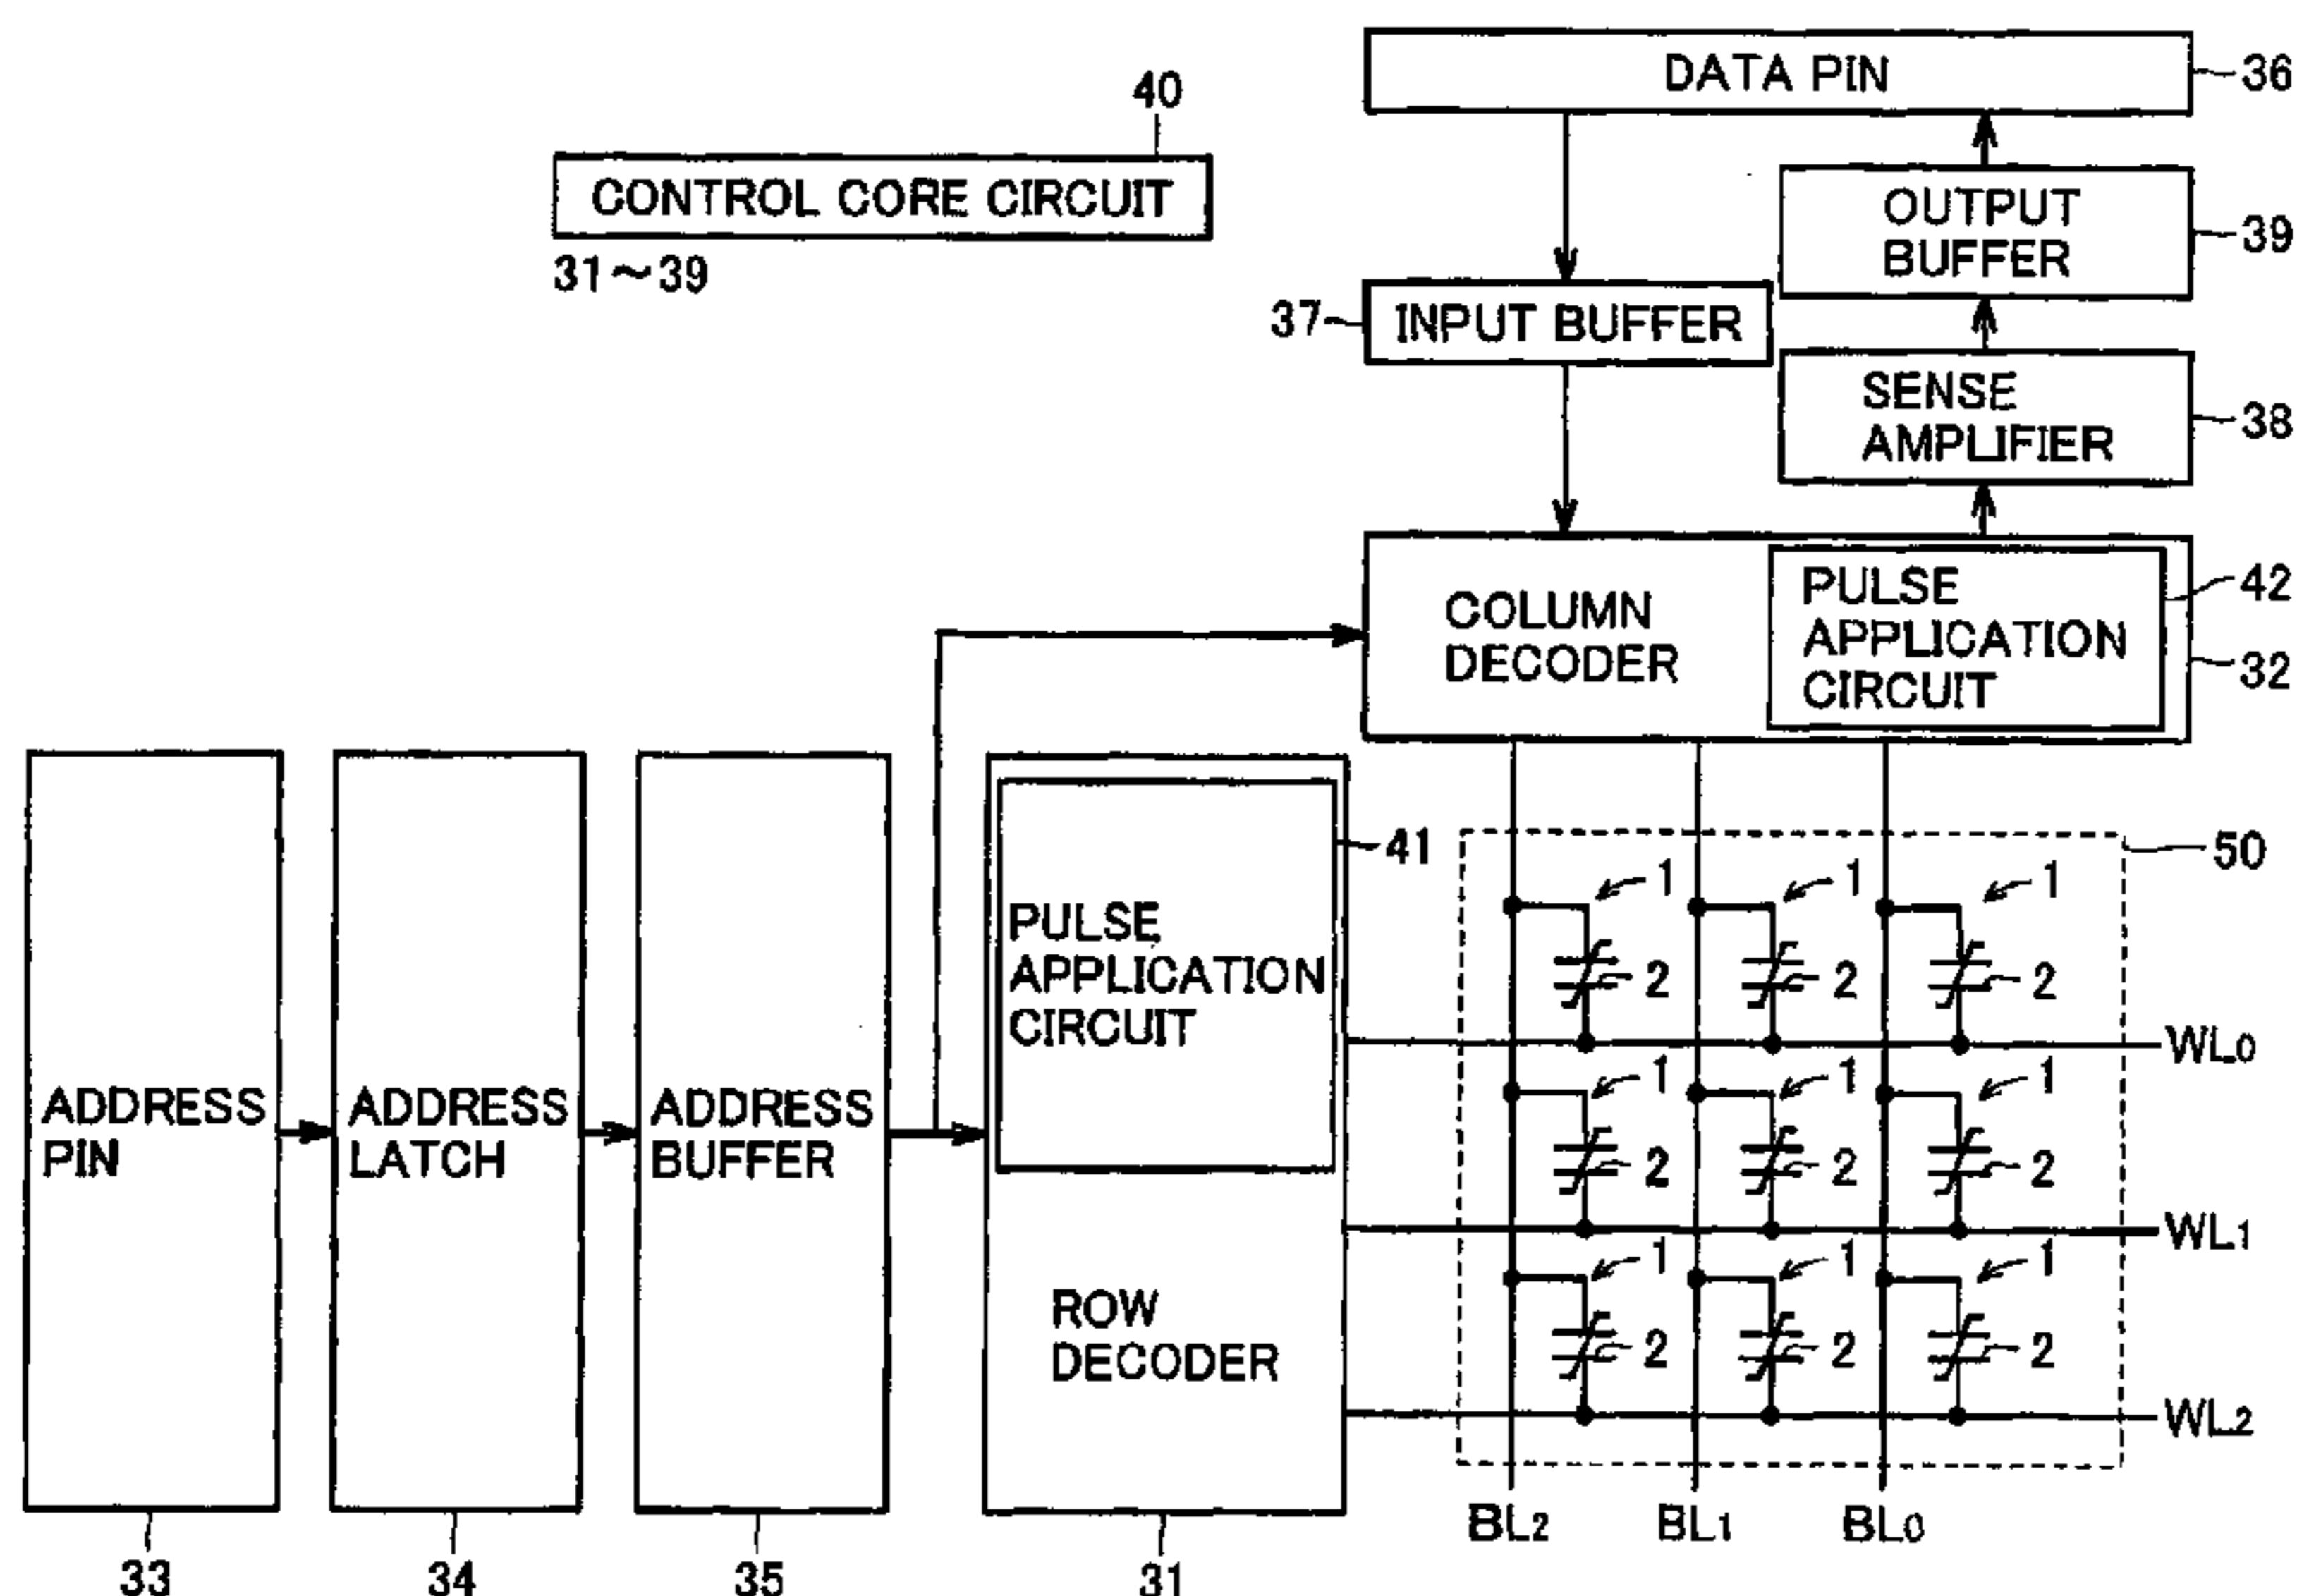 DATA PIN
36
40
CONTROL CORE CIRCUIT
31~39
OUTPUT
BUFFER
39
37
INPUT BUFFER
SENSE
AMPLIFIER
38
COLUMN
DECODER
PULSE
APPLICATION
CIRCUIT
42
32
ADDRESS
PIN
ADDRESS
LATCH
ADDRESS
BUFFER
PULSE
APPLICATION
CIRCUIT
41
ROW
DECODER
50
1 1 1
2 2 2
WL0
1 1 1
2 2 2
WL1
1 1 1
2 2 2
WL2
BL2 BL1 BL0
33 34 35 31